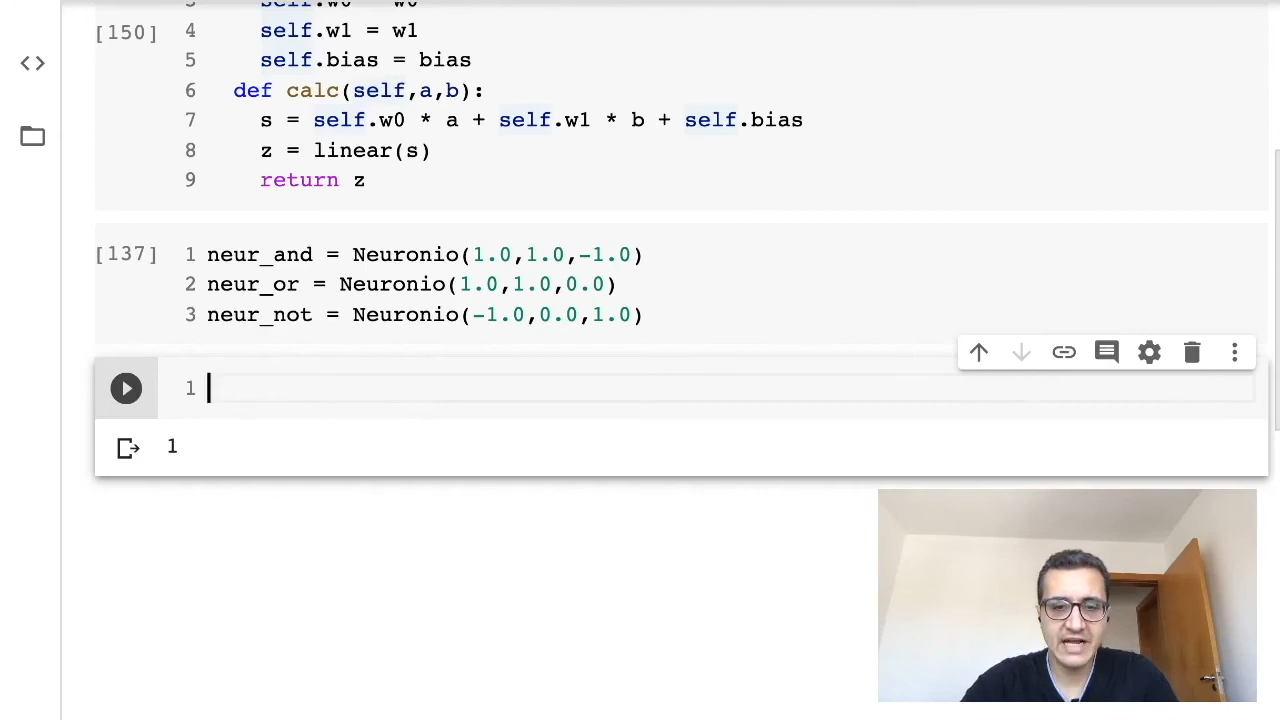 [150] 4 self.w1 = w1
5 self.bias = bias
6 def calc(self,a,b):
7 s = self.w0 * a + self.w1 * b + self.bias
8 z = linear(s)
9 return z
[137] 1 neur_and = Neuronio(1.0,1.0,-1.0)
2 neur_or = Neuronio(1.0,1.0,0.0)
3 neur_not = Neuronio(-1.0,0.0,1.0)
1
1